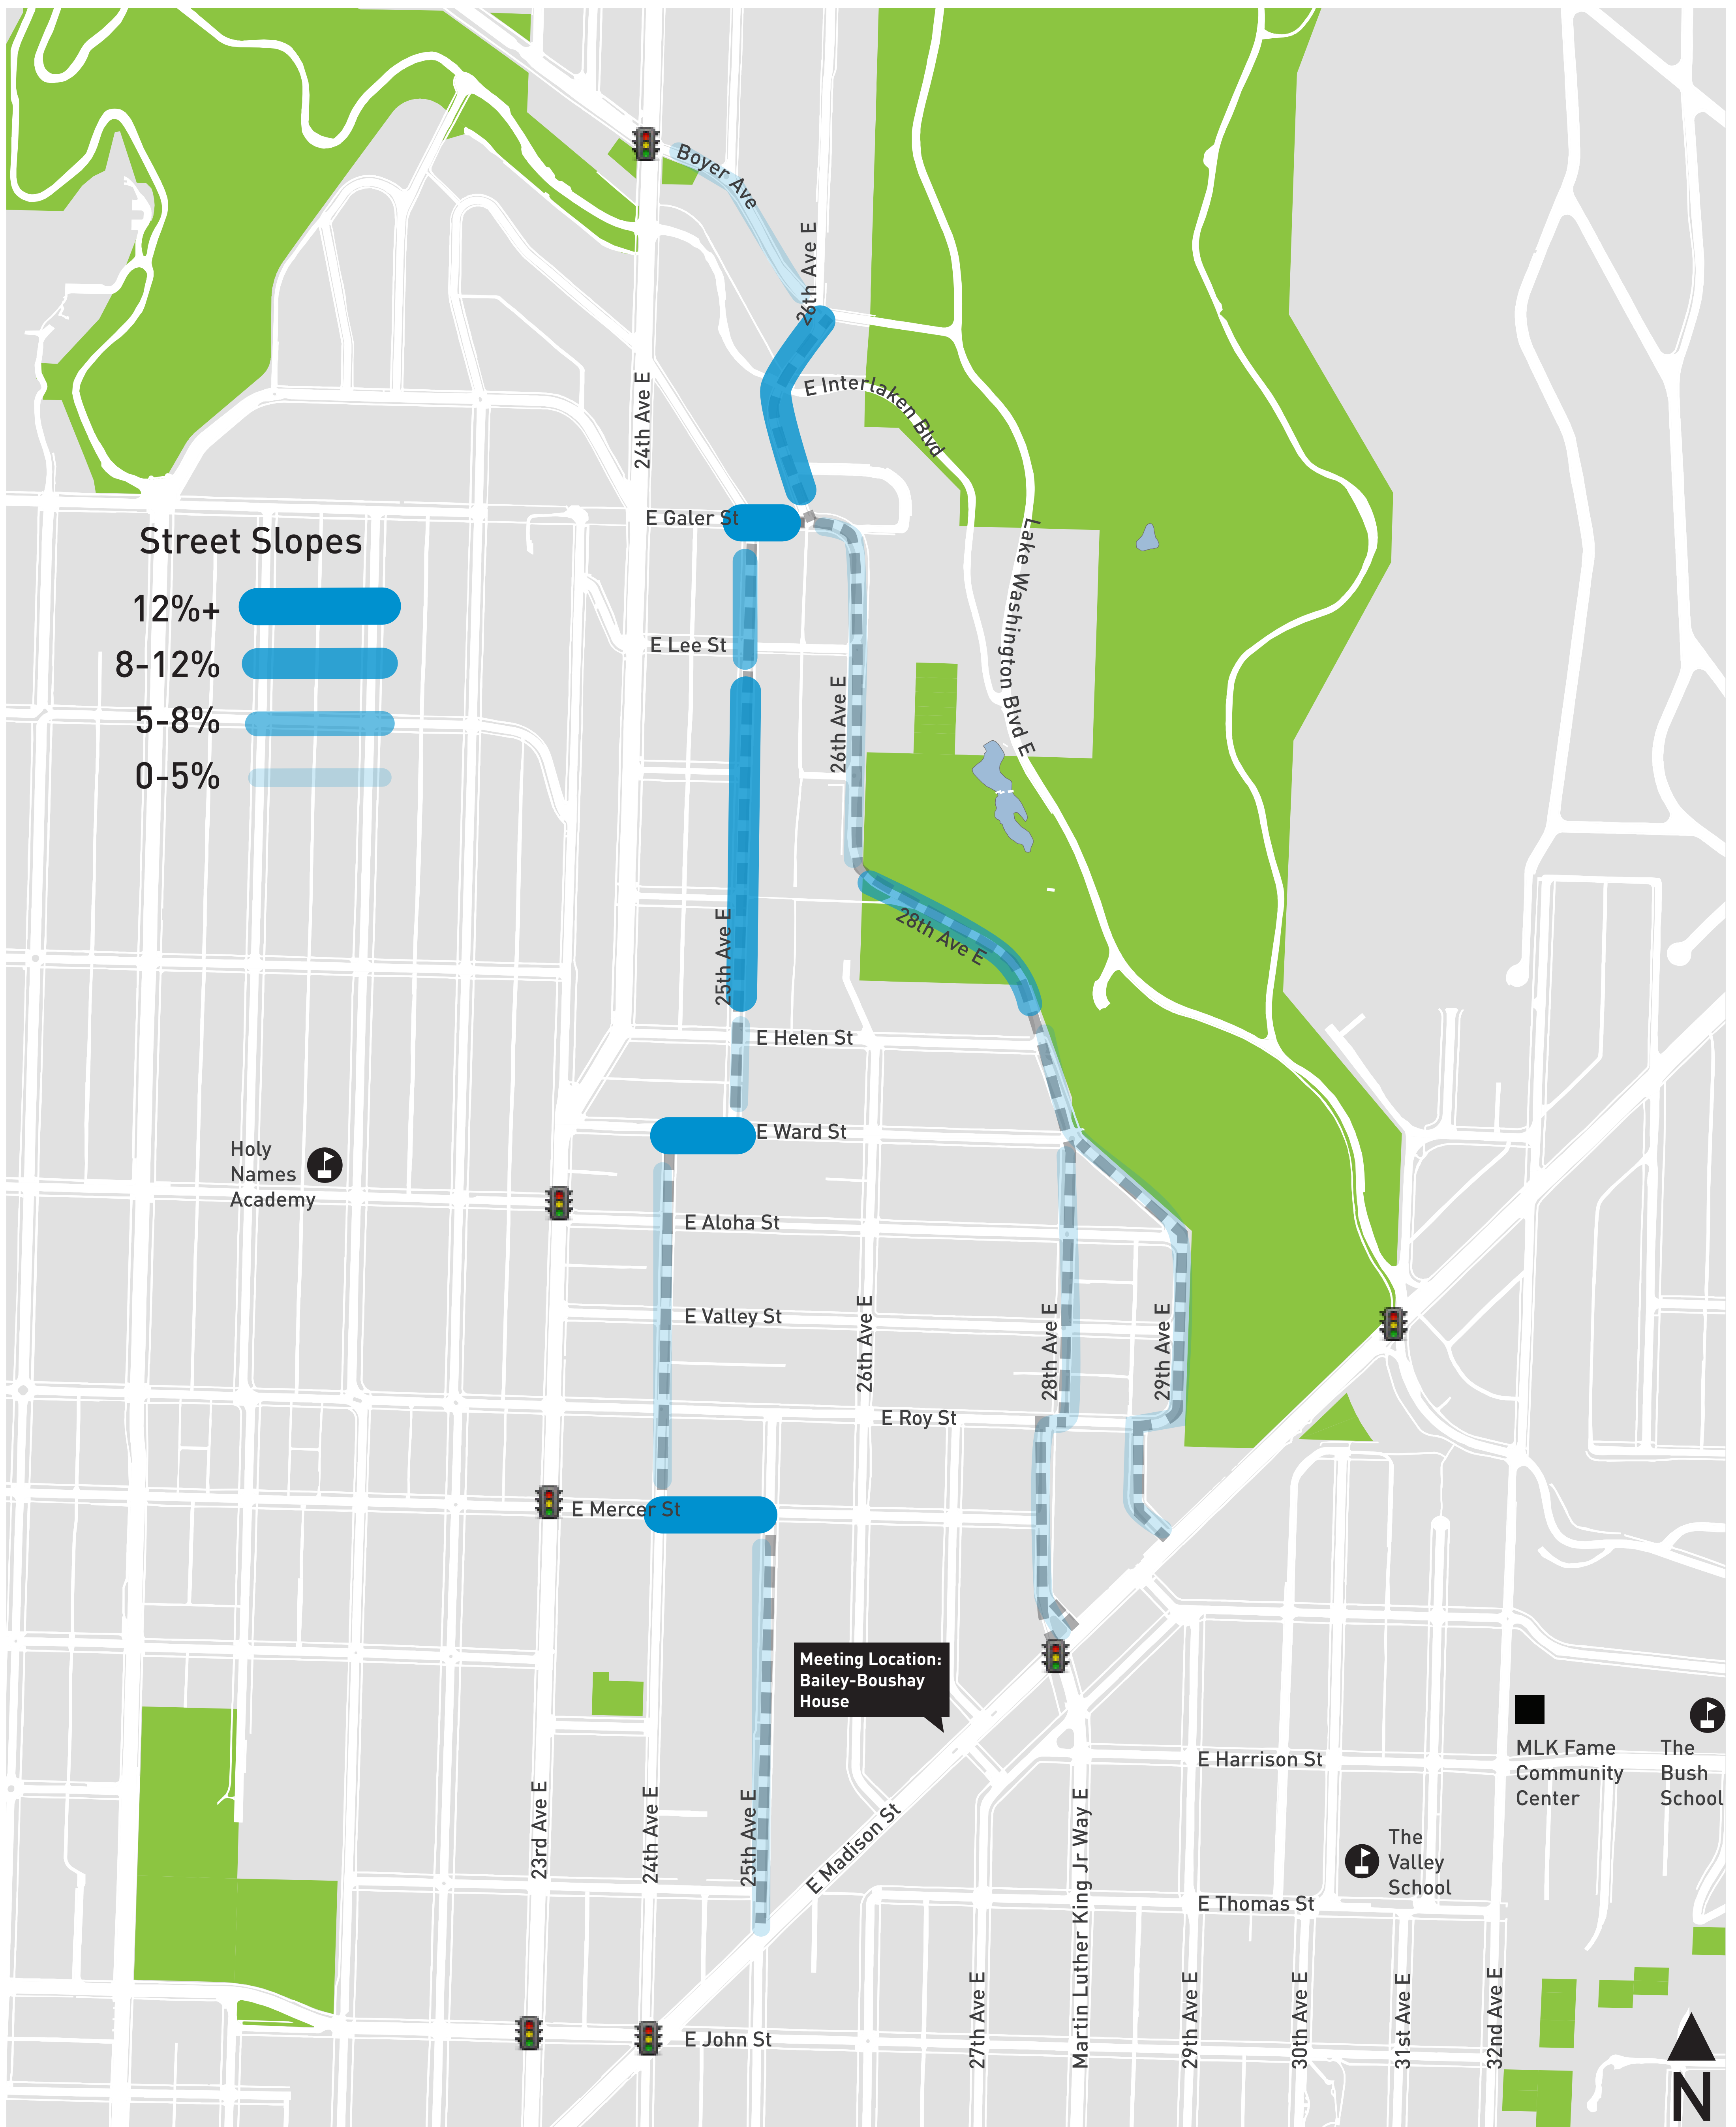 Boyer Ave
26th Ave E
E Interlaken Blvd
24th Ave E
E Galer St
Street Slopes
12%+
8-12%
5-8%
0-5%
Lake Washington Blvd E
E Lee St
26th Ave E
28th Ave E
25th Ave E
E Helen St
E Ward St
Holy
Names
Academy
E Aloha St
E Valley St
26th Ave E
28th Ave E
29th Ave E
E Roy St
E Mercer St
Meeting Location:
Bailey-Boushay
House
MLK Fame
Community
Center
The
Bush
School
E Harrison St
23rd Ave E
24th Ave E
25th Ave E
E Madison St
Martin Luther King Jr Way E
The
Valley
School
E Thomas St
27th Ave E
29th Ave E
30th Ave E
31st Ave E
32nd Ave E
E John St
N